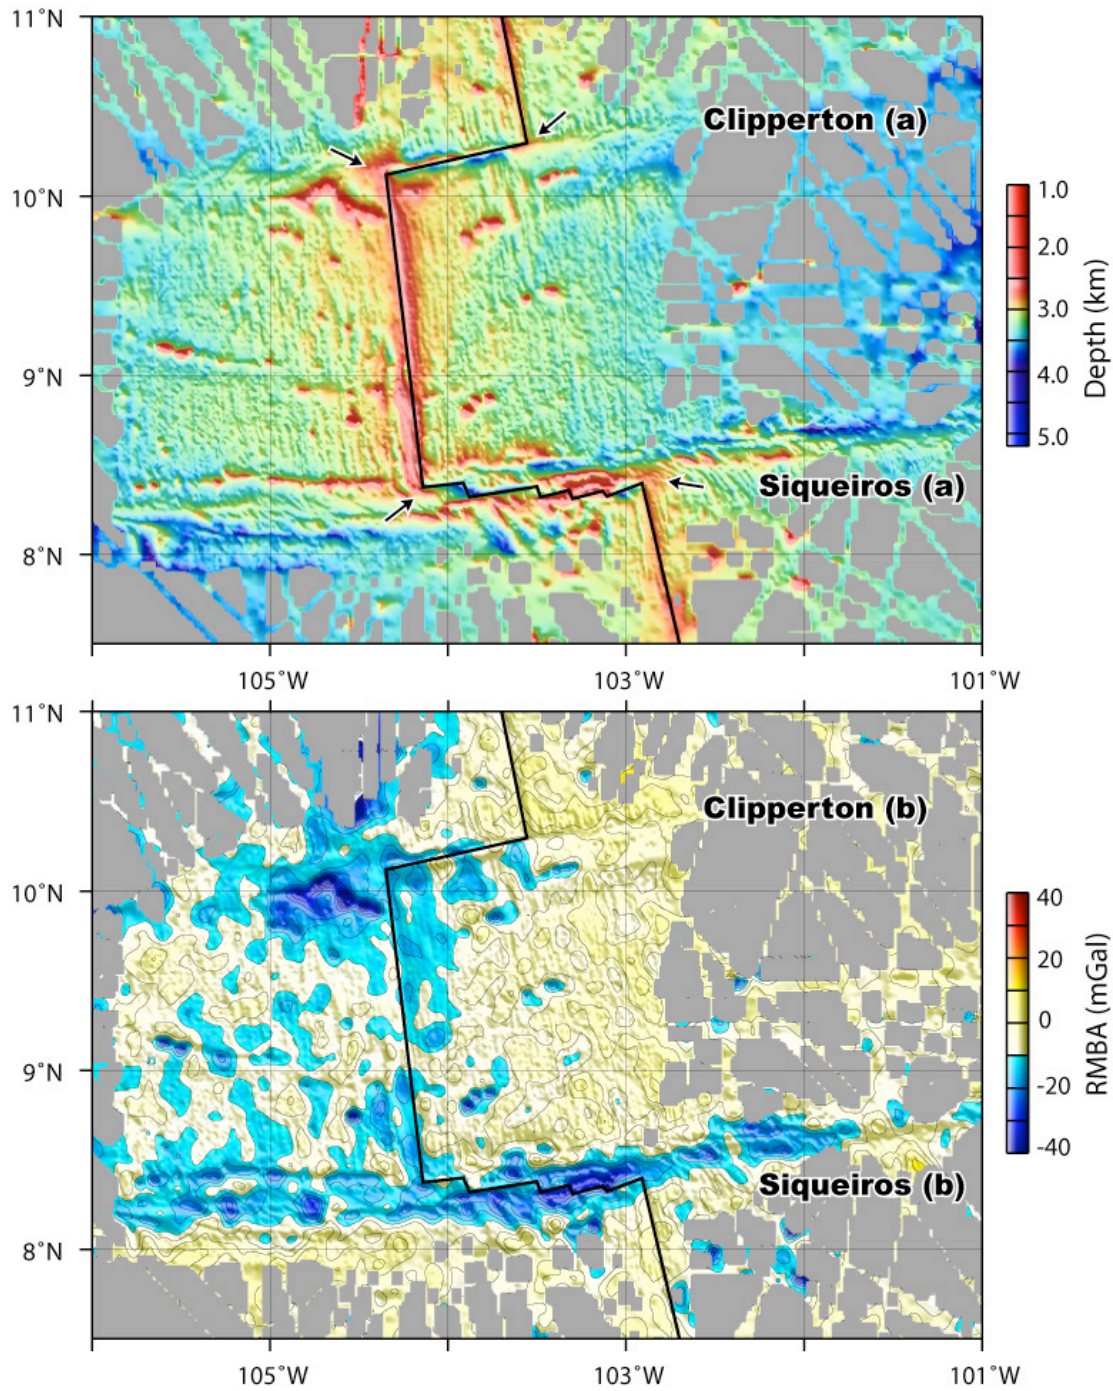 11°N
Clipperton (a)
10°N
9°N
Siqueiros (a)
8°N
105°W
103°W
101°W
1.0
2.0
3.0
4.0
5.0
Depth (km)
11°N
Clipperton (b)
10°N
9°N
Siqueiros (b)
8°N
105°W
103°W
101°W
40
20
0
-20
-40
RMBA (mGal)